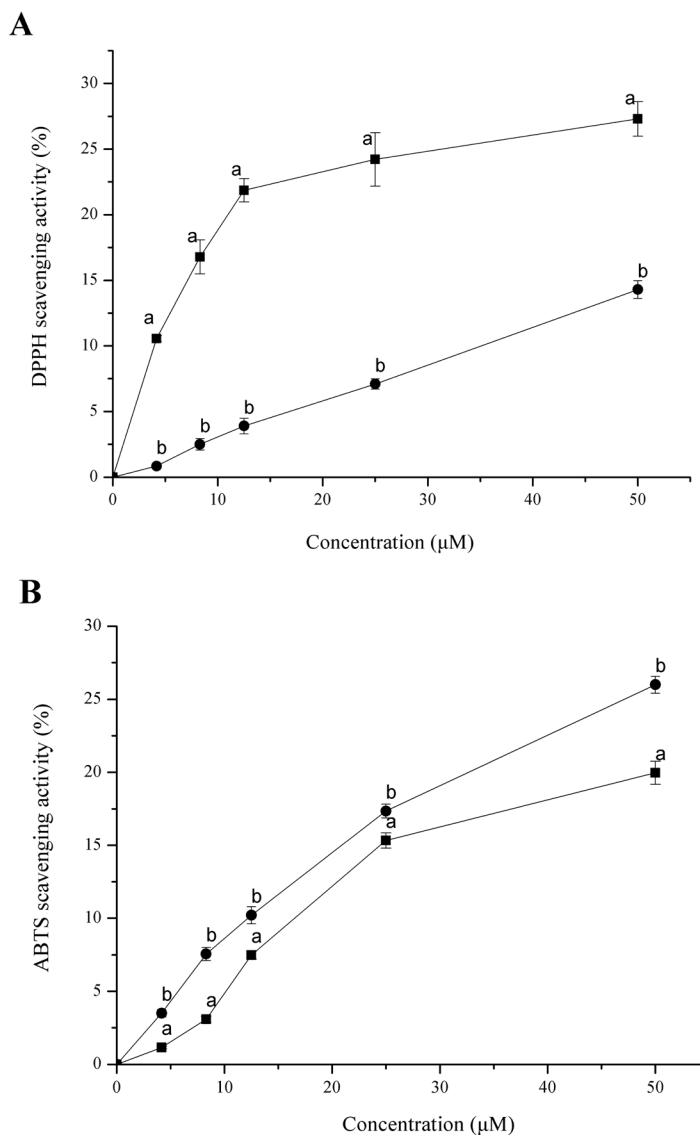 A
DPPH scavenging activity (%)
30
25
20
15
10
5
0
a
a
a
a
a
b
b
b
b
b
0
10
20
30
40
50
Concentration (μM)
B
ABTS scavenging activity (%)
30
25
20
15
10
5
0
b
a
b
a
b
a
b
a
b
a
0
10
20
30
40
50
Concentration (μM)